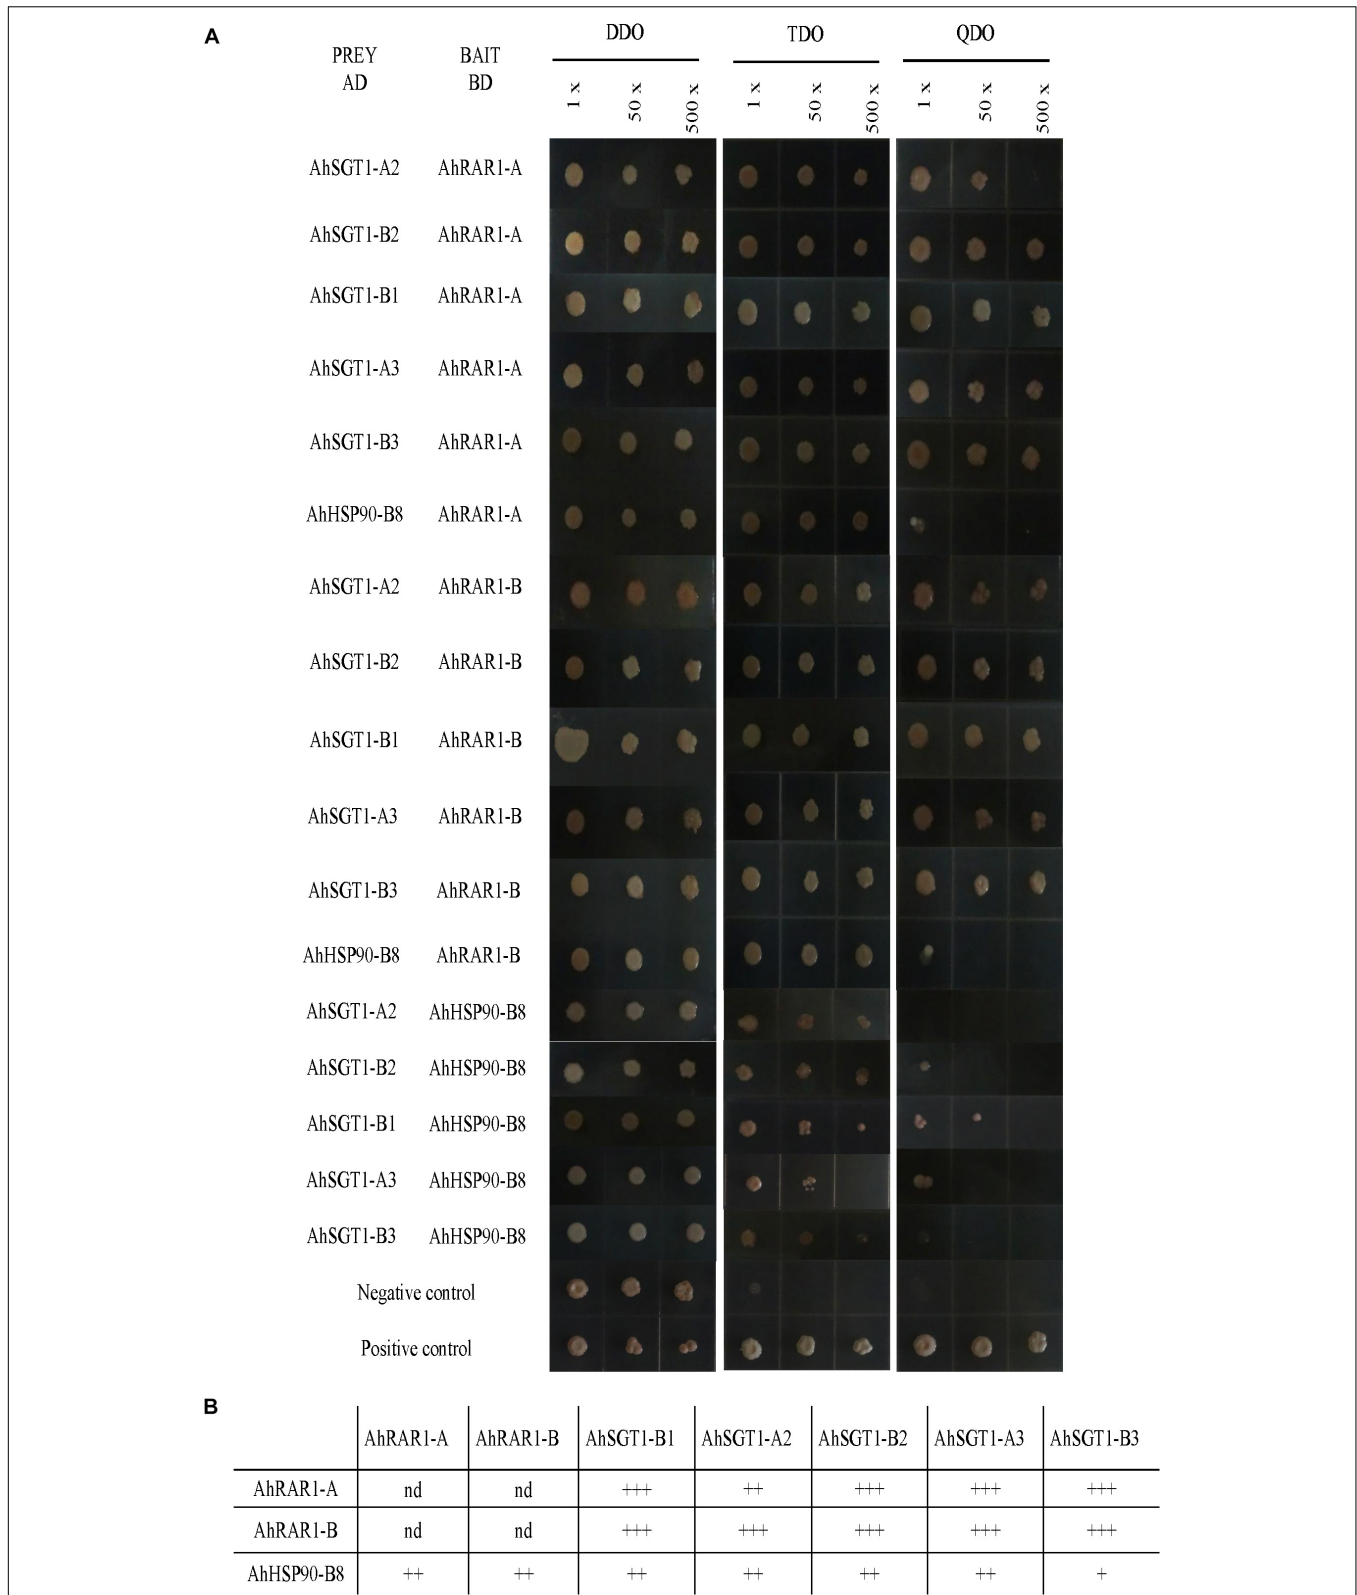 A
PREY
AD
BAIT
BD
DDO TDO QDO
1 x 50 x 500 x 1 x 50 x 500 x 1 x 50 x 500 x
AhSGT1-A2 AhRAR1-A
AhSGT1-B2 AhRAR1-A
AhSGT1-B1 AhRAR1-A
AhSGT1-A3 AhRAR1-A
AhSGT1-B3 AhRAR1-A
AhHSP90-B8 AhRAR1-A
AhSGT1-A2 AhRAR1-B
AhSGT1-B2 AhRAR1-B
AhSGT1-B1 AhRAR1-B
AhSGT1-A3 AhRAR1-B
AhSGT1-B3 AhRAR1-B
AhHSP90-B8 AhRAR1-B
AhSGT1-A2 AhHSP90-B8
AhSGT1-B2 AhHSP90-B8
AhSGT1-B1 AhHSP90-B8
AhSGT1-A3 AhHSP90-B8
AhSGT1-B3 AhHSP90-B8
Negative control
Positive control
B
AhRAR1-A AhRAR1-B AhSGT1-B1 AhSGT1-A2 AhSGT1-B2 AhSGT1-A3 AhSGT1-B3
AhRAR1-A nd nd +++ ++ +++ +++ +++
AhRAR1-B nd nd +++ +++ +++ +++ +++
AhHSP90-B8 ++ ++ ++ ++ ++ ++ +